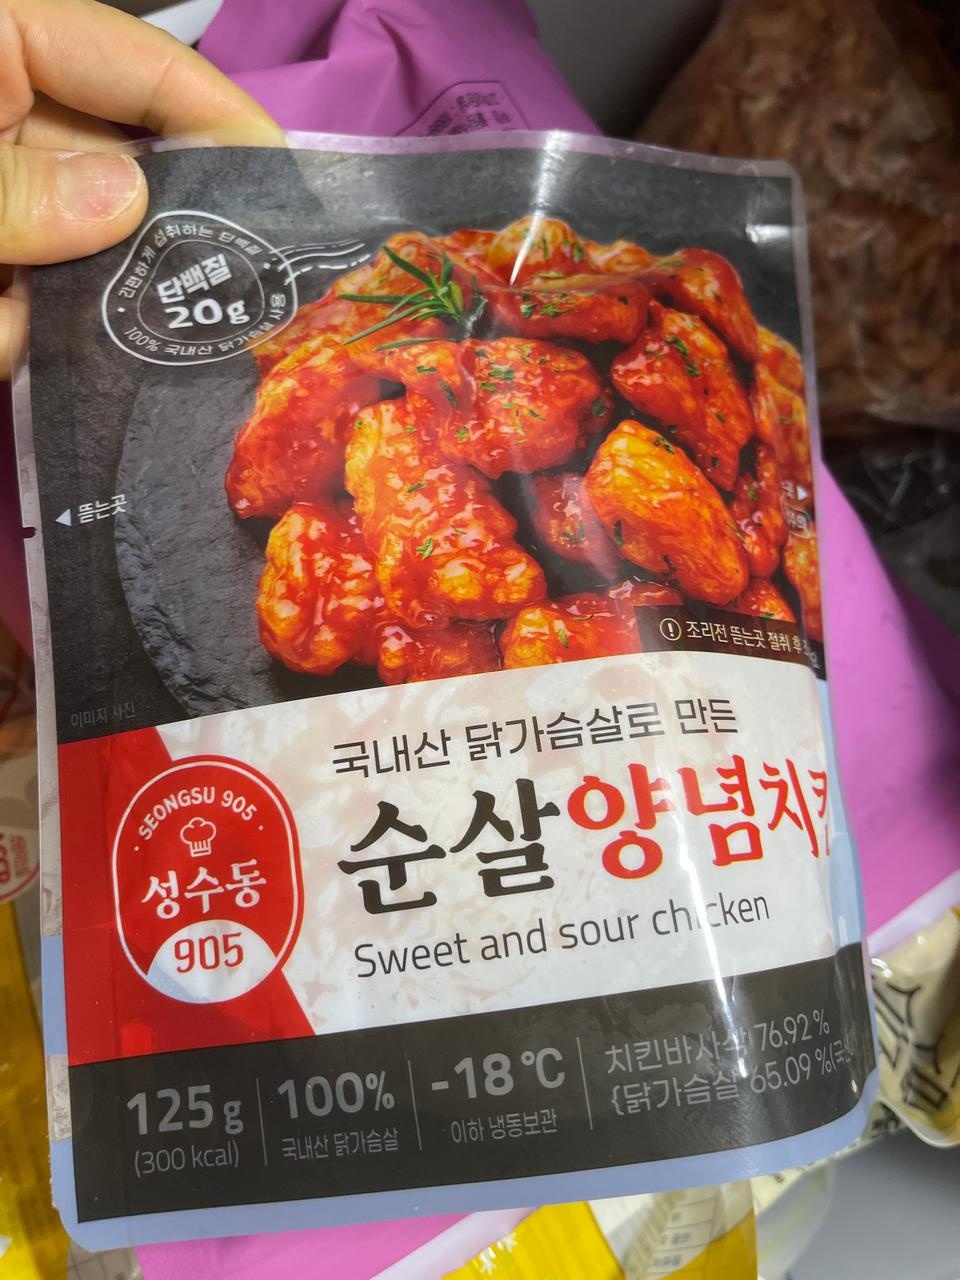 간편하게 섭취하는 단백질
단백질
20g
100% 국내산 닭가슴살 사용
뜯는곳
조리전 뜯는곳 절취 후
이미지 사진
국내산 닭가슴살로 만든
순살양념치킨
Sweet and sour chicken
SEONGSU 905
성수동
905
125g
(300 kcal)
100%
국내산 닭가슴살
-18℃
이하 냉동보관
치킨바사삭 76.92%
{닭가슴살 65.09%